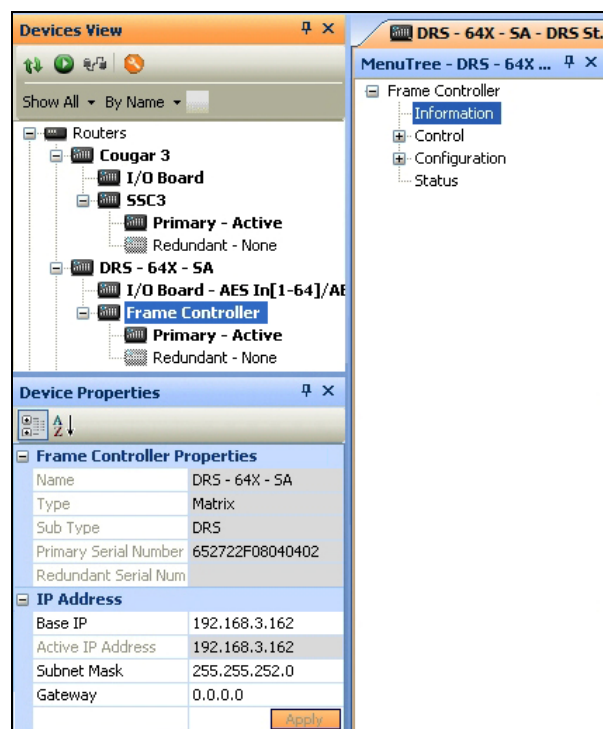 Devices View
Show All By Name
Routers
Cougar 3
I/O Board
SSC3
Primary - Active
Redundant - None
DRS - 64X - SA
I/O Board - AES In[1-64]/AE
Frame Controller
Primary - Active
Redundant - None
Device Properties
Frame Controller Properties
Name DRS - 64X - SA
Type Matrix
Sub Type DRS
Primary Serial Number 652722F08040402
Redundant Serial Num
IP Address
Base IP 192.168.3.162
Active IP Address 192.168.3.162
Subnet Mask 255.255.252.0
Gateway 0.0.0.0
Apply
DRS - 64X - SA - DRS St.
MenuTree - DRS - 64X ...
Frame Controller
Information
Control
Configuration
Status